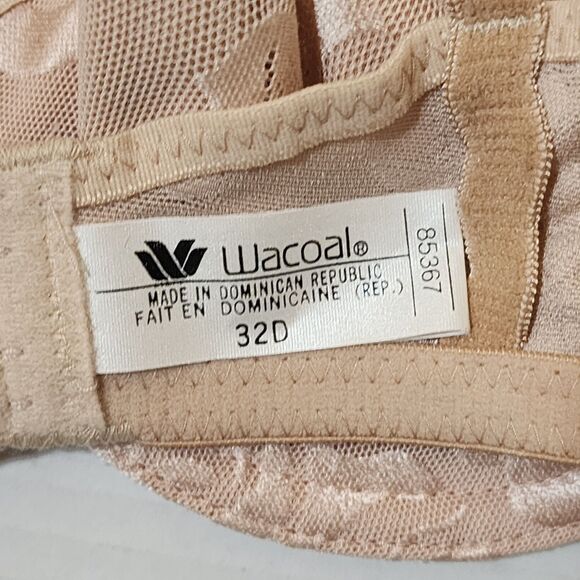 Wacoal®
MADE IN DOMINICAN REPUBLIC
FAIT EN DOMINICAINE (REP.)
32D
85367